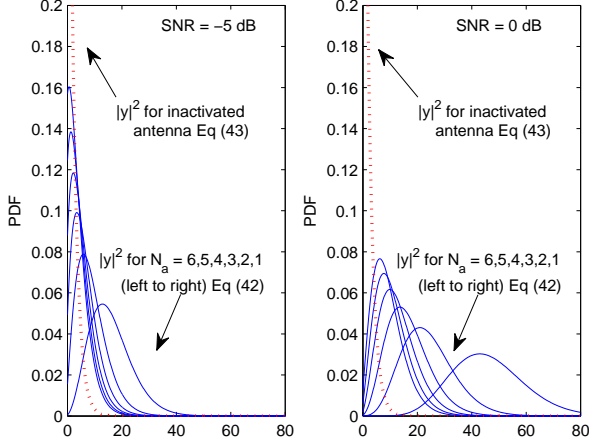 SNR = −5 dB
|y|² for inactivated
antenna Eq (43)
|y|² for Nₐ = 6,5,4,3,2,1
(left to right) Eq (42)
PDF
0.2
0.18
0.16
0.14
0.12
0.1
0.08
0.06
0.04
0.02
0
0 20 40 60 80
SNR = 0 dB
|y|² for inactivated
antenna Eq (43)
|y|² for Nₐ = 6,5,4,3,2,1
(left to right) Eq (42)
PDF
0.2
0.18
0.16
0.14
0.12
0.1
0.08
0.06
0.04
0.02
0
0 20 40 60 80